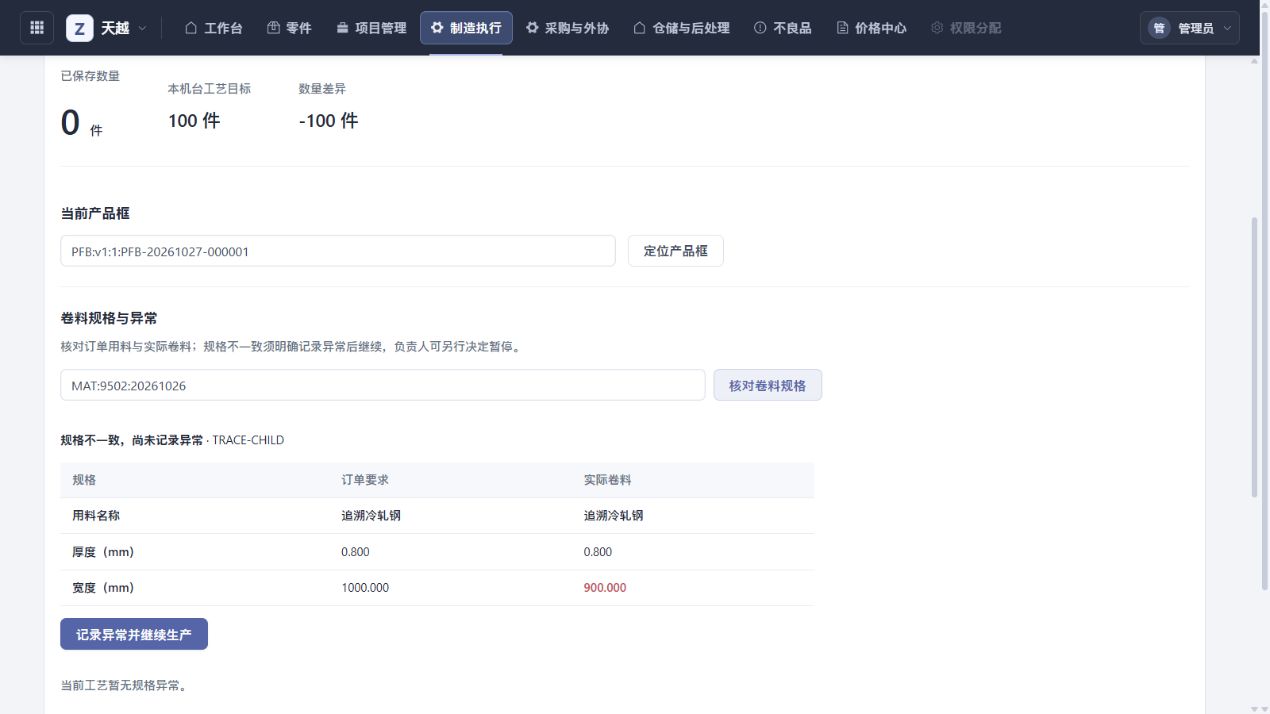 Z 天越 工作台 零件 项目管理 制造执行 采购与外协 仓储与后处理 不良品 价格中心 权限分配 管 管理员
已保存数量 本机台工艺目标 数量差异
0 件 100 件 -100 件
当前产品框
PFB:v1:1:PFB-20261027-000001 定位产品框
卷料规格与异常
核对订单用料与实际卷料；规格不一致须明确记录异常后继续，负责人可另行决定暂停。
MAT:9502:20261026 核对卷料规格
规格不一致，尚未记录异常 · TRACE-CHILD
规格 订单要求 实际卷料
用料名称 追溯冷轧钢 追溯冷轧钢
厚度（mm） 0.800 0.800
宽度（mm） 1000.000 900.000
记录异常并继续生产
当前工艺暂无规格异常。